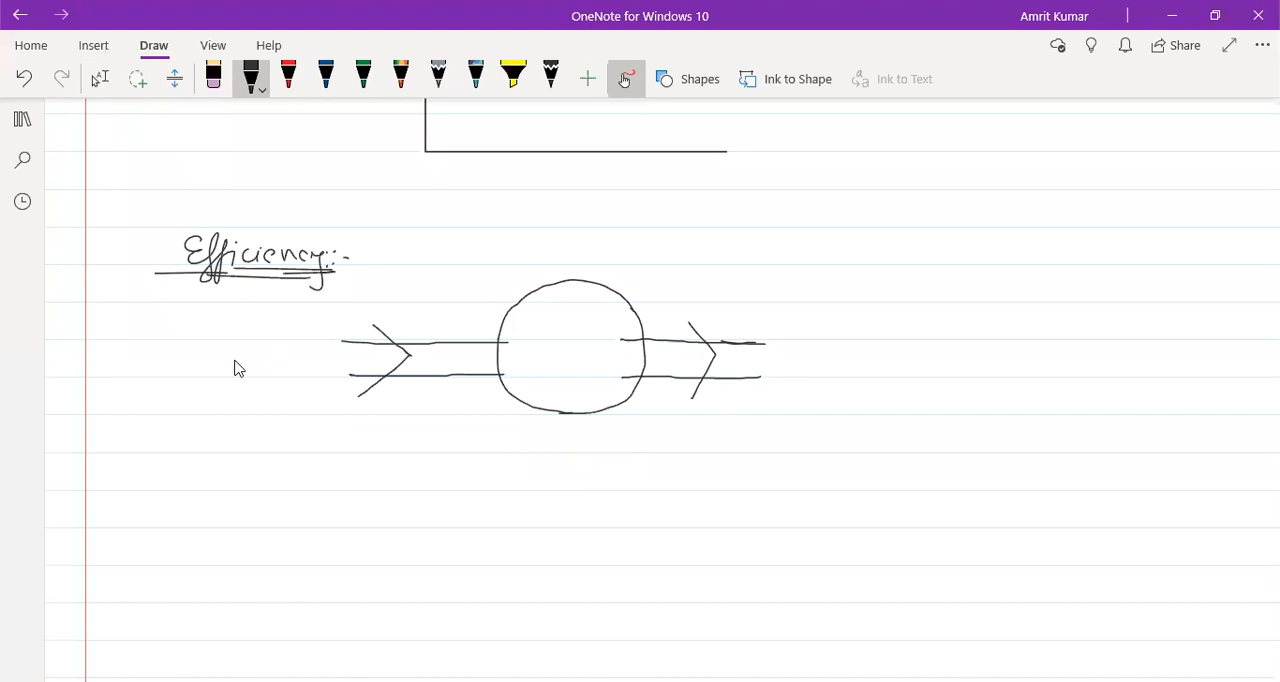 OneNote for Windows 10
Amrit Kumar
Home Insert Draw View Help
Share
Shapes
Ink to Shape
Ink to Text
Efficiency:-